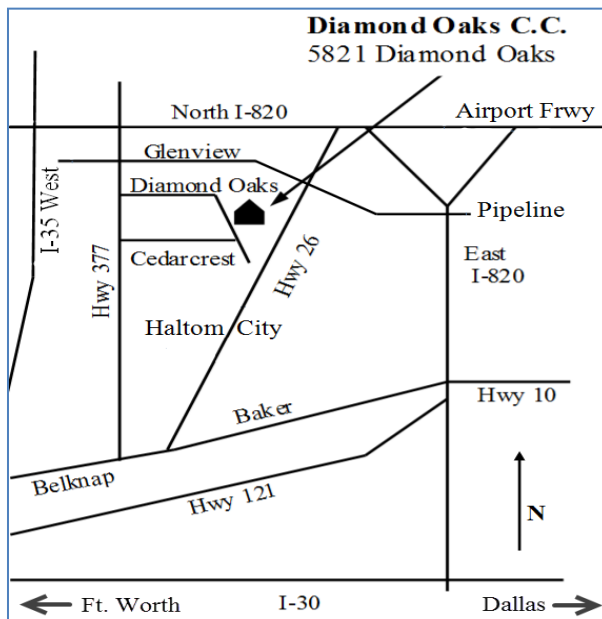 Diamond Oaks C.C.
5821 Diamond Oaks
North I-820
Airport Frwy
Glenview
Diamond Oaks
I-35 West
Hwy 377
Pipeline
Cedarcrest
Hwy 26
East
I-820
Haltom City
Baker
Hwy 10
Belknap
Hwy 121
N
Ft. Worth
I-30
Dallas